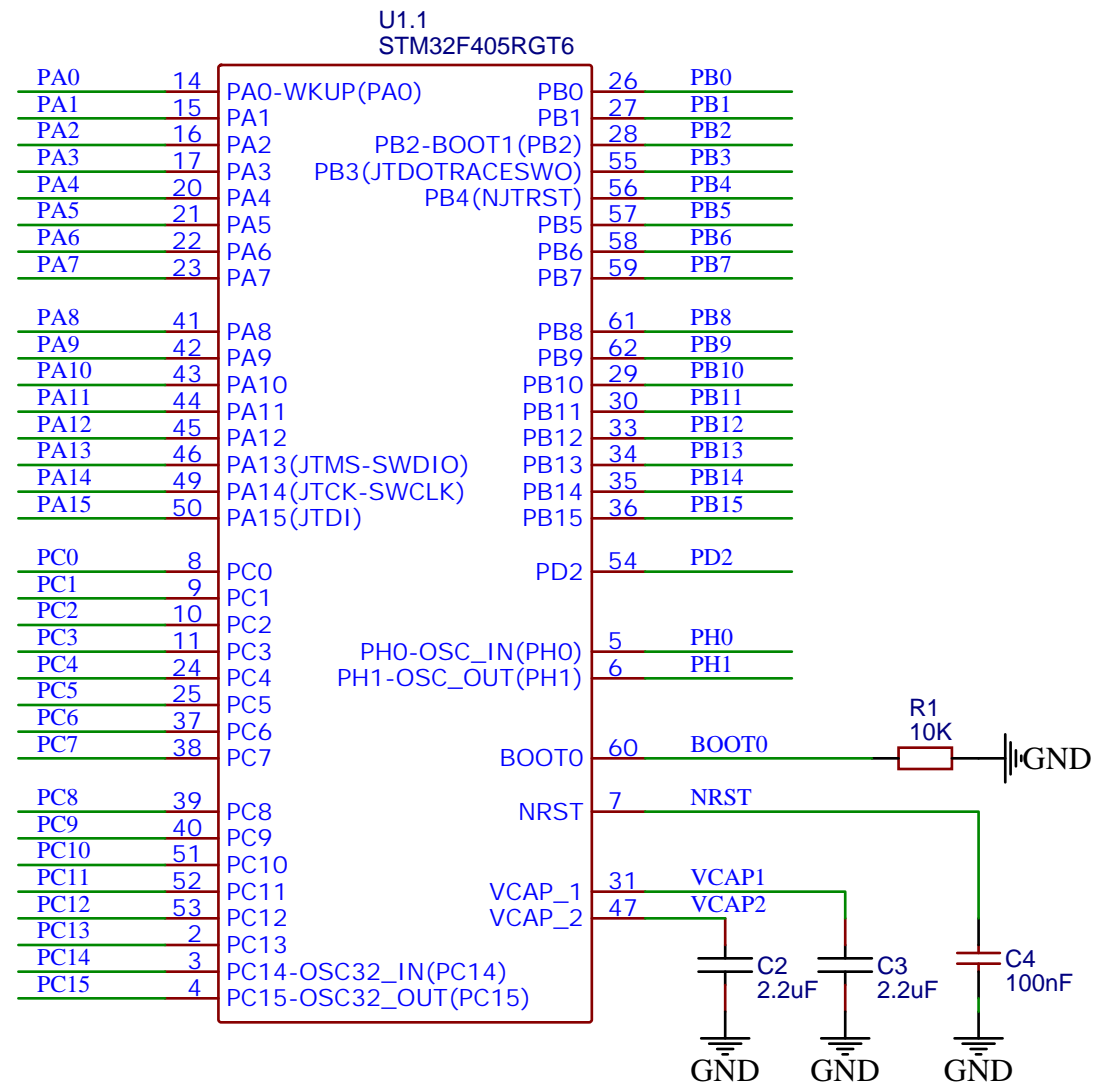 U1.1
STM32F405RGT6
PA0 14 PA0-WKUP(PA0) PB0 26 PB0
PA1 15 PA1 PB1 27 PB1
PA2 16 PA2 PB2-BOOT1(PB2) 28 PB2
PA3 17 PA3 PB3(JTDOTRACESWO) 55 PB3
PA4 20 PA4 PB4(NJTRST) 56 PB4
PA5 21 PA5 PB5 57 PB5
PA6 22 PA6 PB6 58 PB6
PA7 23 PA7 PB7 59 PB7
PA8 41 PA8 PB8 61 PB8
PA9 42 PA9 PB9 62 PB9
PA10 43 PA10 PB10 29 PB10
PA11 44 PA11 PB11 30 PB11
PA12 45 PA12 PB12 33 PB12
PA13 46 PA13(JTMS-SWDIO) PB13 34 PB13
PA14 49 PA14(JTCK-SWCLK) PB14 35 PB14
PA15 50 PA15(JTDI) PB15 36 PB15
PC0 8 PC0 PD2 54 PD2
PC1 9 PC1
PC2 10 PC2
PC3 11 PC3 PH0-OSC_IN(PH0) 5 PH0
PC4 24 PC4 PH1-OSC_OUT(PH1) 6 PH1
PC5 25 PC5
PC6 37 PC6
R1
10K
PC7 38 PC7 BOOT0 60 BOOT0 GND
PC8 39 PC8 NRST 7 NRST
PC9 40 PC9
PC10 51 PC10
PC11 52 PC11 VCAP_1 31 VCAP1
PC12 53 PC12 VCAP_2 47 VCAP2
PC13 2 PC13
PC14 3 PC14-OSC32_IN(PC14)
PC15 4 PC15-OSC32_OUT(PC15)
C2 C3 C4
2.2uF 2.2uF 100nF
GND GND GND